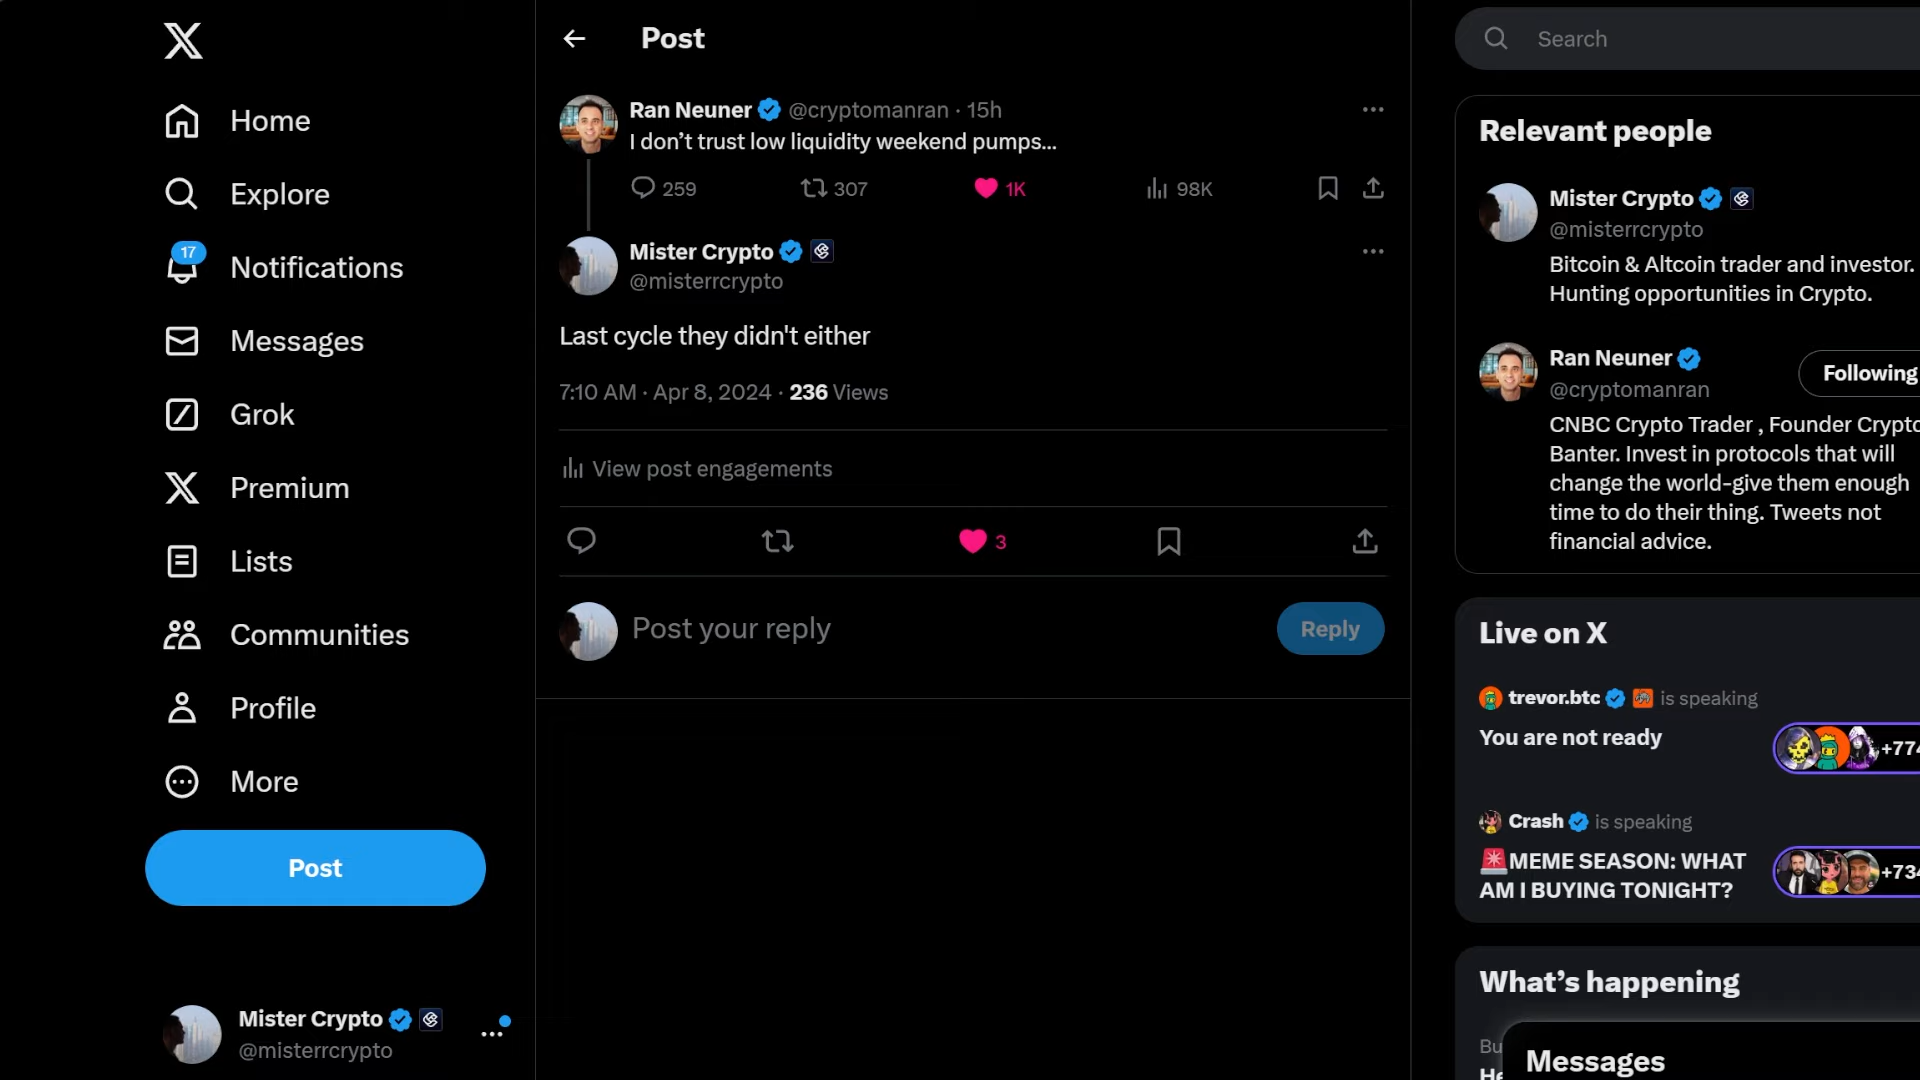 Post
Search
Home
Explore
17
Notifications
Messages
Grok
Premium
Lists
Communities
Profile
More
Post
Mister Crypto
@misterrcrypto
Ran Neuner @cryptomanran · 15h
I don’t trust low liquidity weekend pumps...
259 307 1K 98K
Mister Crypto
@misterrcrypto
Last cycle they didn't either
7:10 AM · Apr 8, 2024 · 236 Views
View post engagements
3
Post your reply
Reply
Relevant people
Mister Crypto
@misterrcrypto
Bitcoin & Altcoin trader and investor.
Hunting opportunities in Crypto.
Ran Neuner
@cryptomanran
Following
CNBC Crypto Trader , Founder Crypto
Banter. Invest in protocols that will
change the world-give them enough
time to do their thing. Tweets not
financial advice.
Live on X
trevor.btc is speaking
You are not ready
+774
Crash is speaking
🚨MEME SEASON: WHAT
AM I BUYING TONIGHT?
+734
What’s happening
Messages